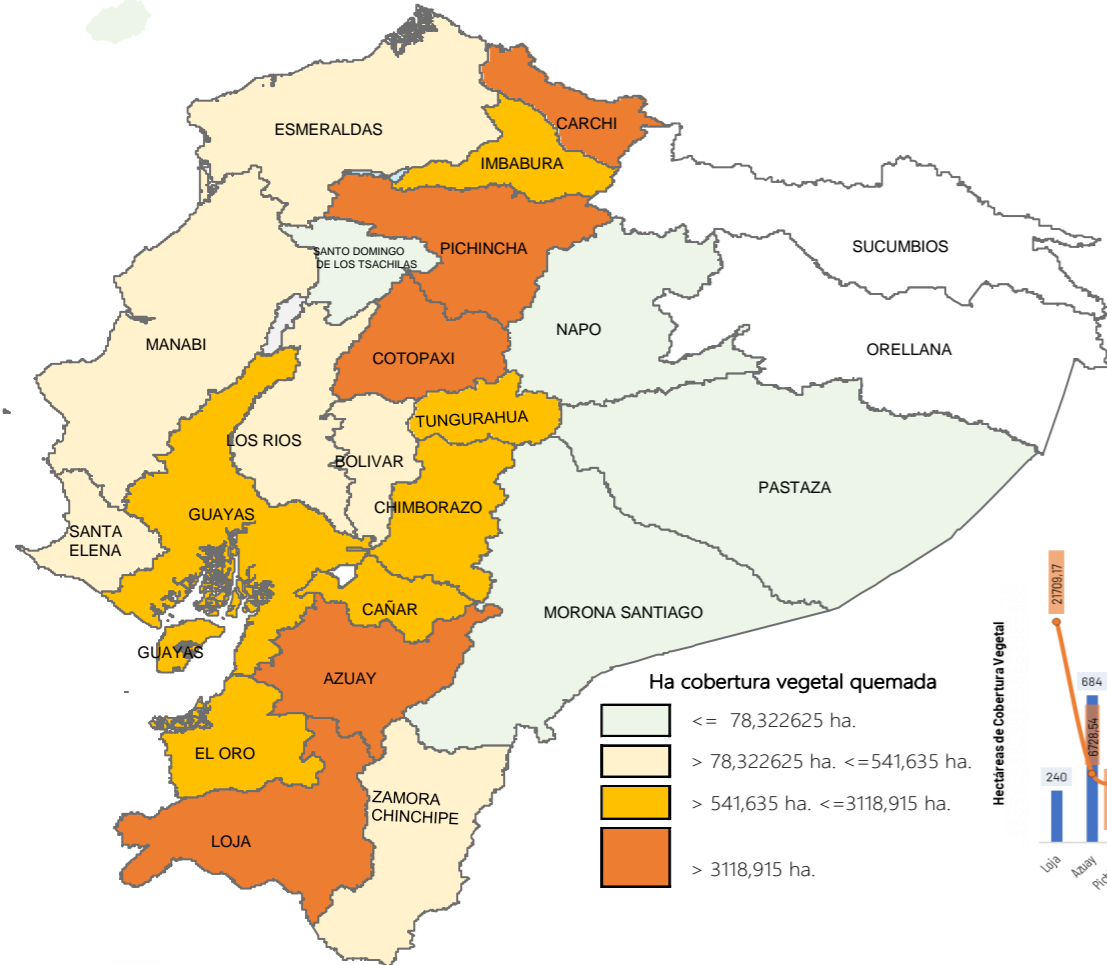 ESMERALDAS
CARCHI
IMBABURA
SANTO DOMINGO
DE LOS TSACHILAS
PICHINCHA
SUCUMBIOS
MANABI
COTOPAXI
NAPO
ORELLANA
TUNGURAHUA
LOS RIOS
BOLIVAR
PASTAZA
CHIMBORAZO
GUAYAS
SANTA
ELENA
CAÑAR
MORONA SANTIAGO
GUAYAS
AZUAY
EL ORO
ZAMORA
CHINCHIPE
LOJA
Ha cobertura vegetal quemada
<= 78,322625 ha.
> 78,322625 ha. <=541,635 ha.
> 541,635 ha. <=3118,915 ha.
> 3118,915 ha.
Hectáreas de Cobertura Vegetal
21709.17
684
6728.54
240
Loja
Azuay